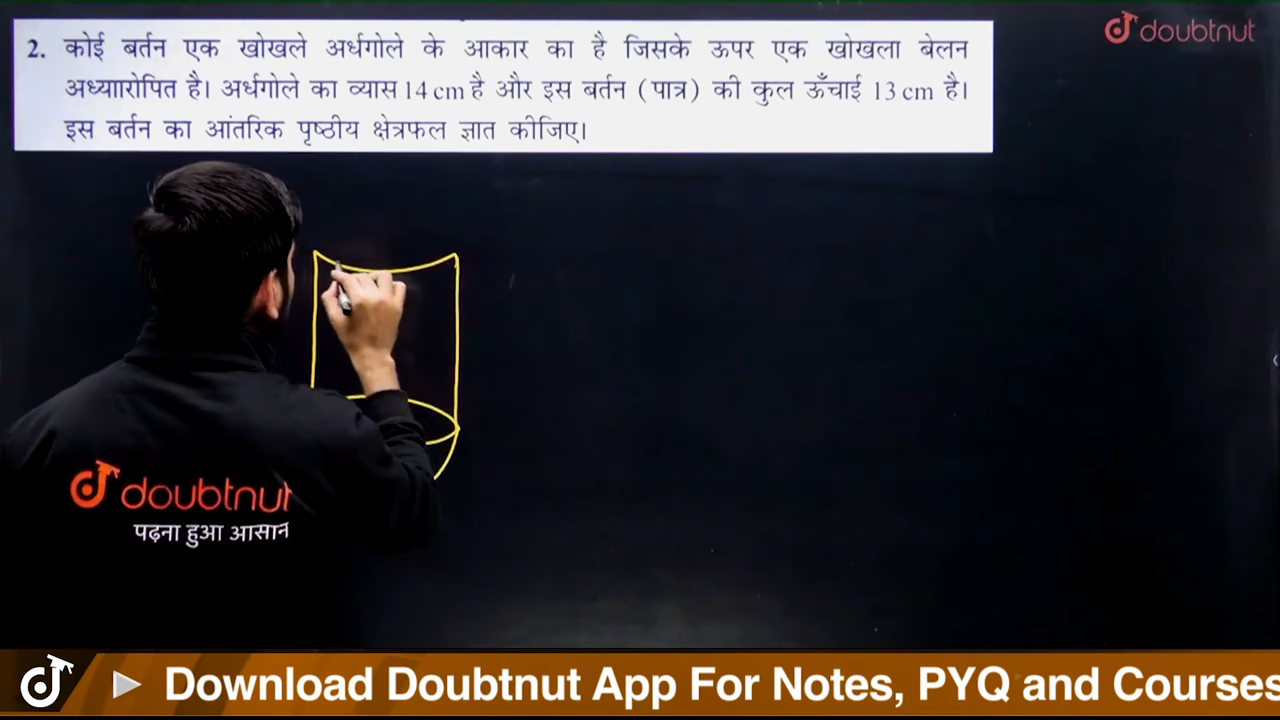 2. कोई बर्तन एक खोखले अर्धगोले के आकार का है जिसके ऊपर एक खोखला बेलन
अध्याारोपित है। अर्धगोले का व्यास 14 cm है और इस बर्तन (पात्र) की कुल ऊँचाई 13 cm है।
इस बर्तन का आंतरिक पृष्ठीय क्षेत्रफल ज्ञात कीजिए।
doubtnut
doubtnut
पढ़ना हुआ आसान
Download Doubtnut App For Notes, PYQ and Courses